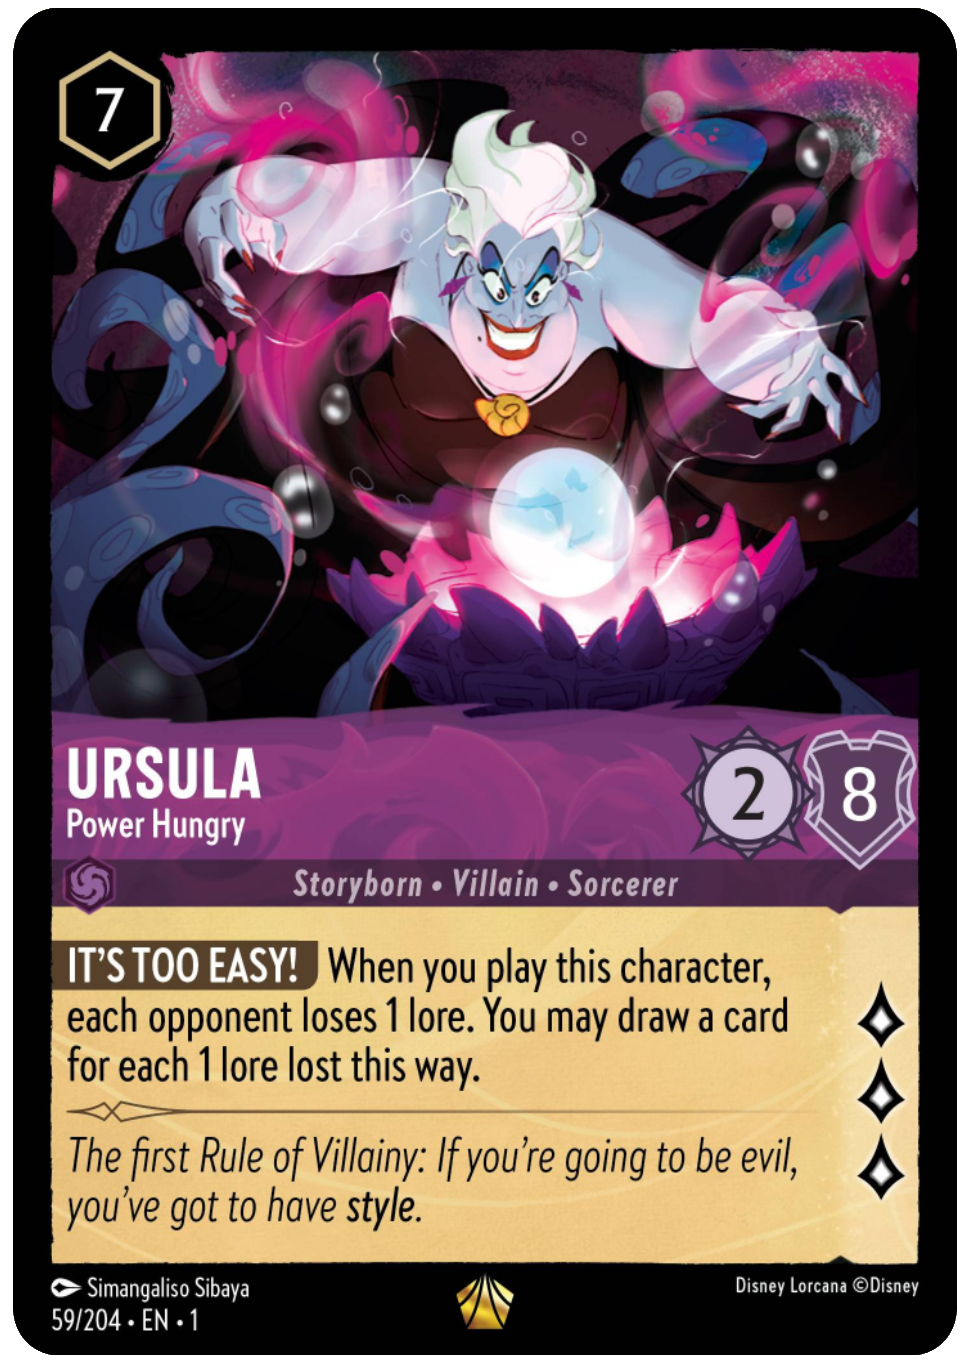 7
URSULA
Power Hungry
2
8
Storyborn • Villain • Sorcerer
IT'S TOO EASY! When you play this character,
each opponent loses 1 lore. You may draw a card
for each 1 lore lost this way.
The first Rule of Villainy: If you're going to be evil,
you've got to have style.
Simangaliso Sibaya
59/204 • EN • 1
Disney Lorcana ©Disney